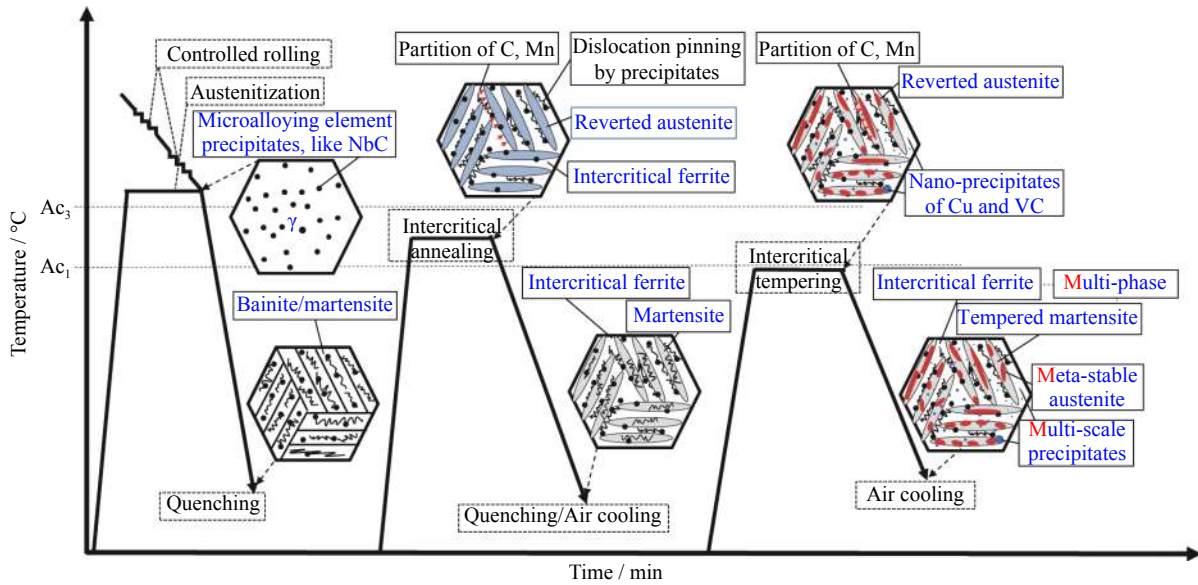 Controlled rolling
Austenitization
Microalloying element
precipitates, like NbC
γ
Bainite/martensite
Quenching
Partition of C, Mn
Dislocation pinning
by precipitates
Reverted austenite
Intercritical ferrite
Intercritical
annealing
Intercritical ferrite
Martensite
Quenching/Air cooling
Partition of C, Mn
Reverted austenite
Nano-precipitates
of Cu and VC
Intercritical
tempering
Intercritical ferrite
Multi-phase
Tempered martensite
Meta-stable
austenite
Multi-scale
precipitates
Air cooling
Ac₃
Ac₁
Temperature / °C
Time / min